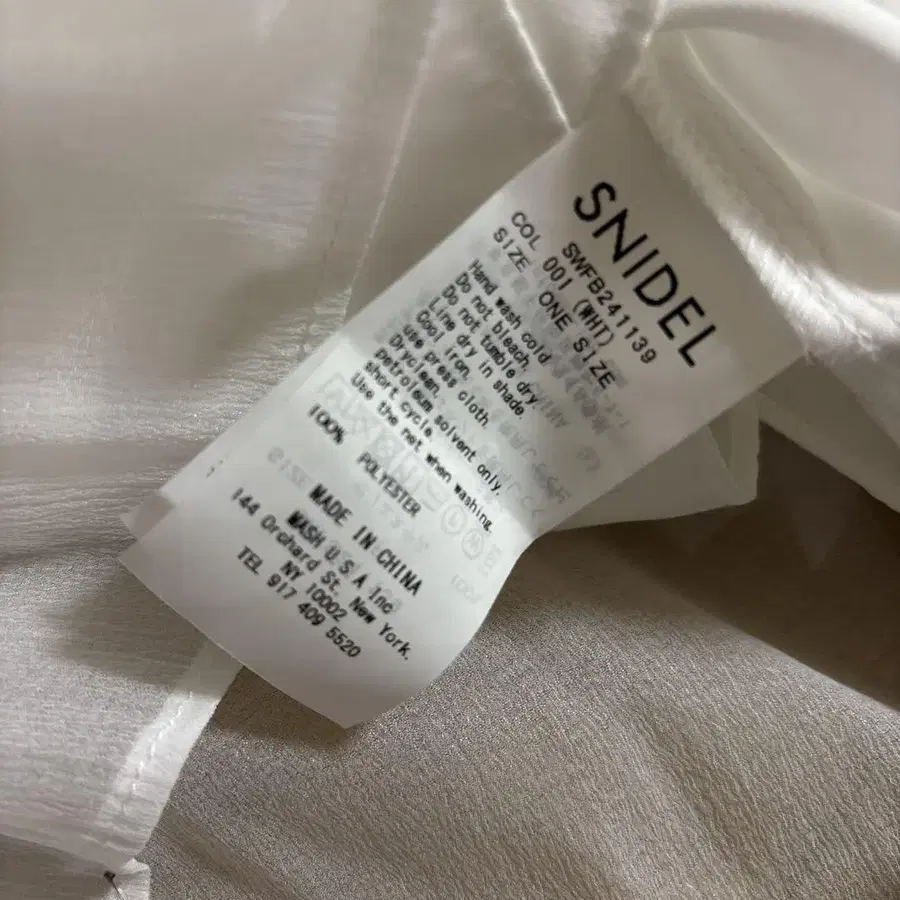 SNIDEL
SWFB241139
COL 001 (WHT)
SIZE ONE SIZE
Hand wash cold
Do not bleach.
Do not tumble dry.
Line dry in shade.
Cool iron.
use press cloth.
Dryclean.
petroleum solvent only.
short cycle.
Use the net when washing.
100% POLYESTER
MADE IN CHINA
MASH U S A Inc
144 Orchard St. New York.
NY 10002
TEL 917 409 5520